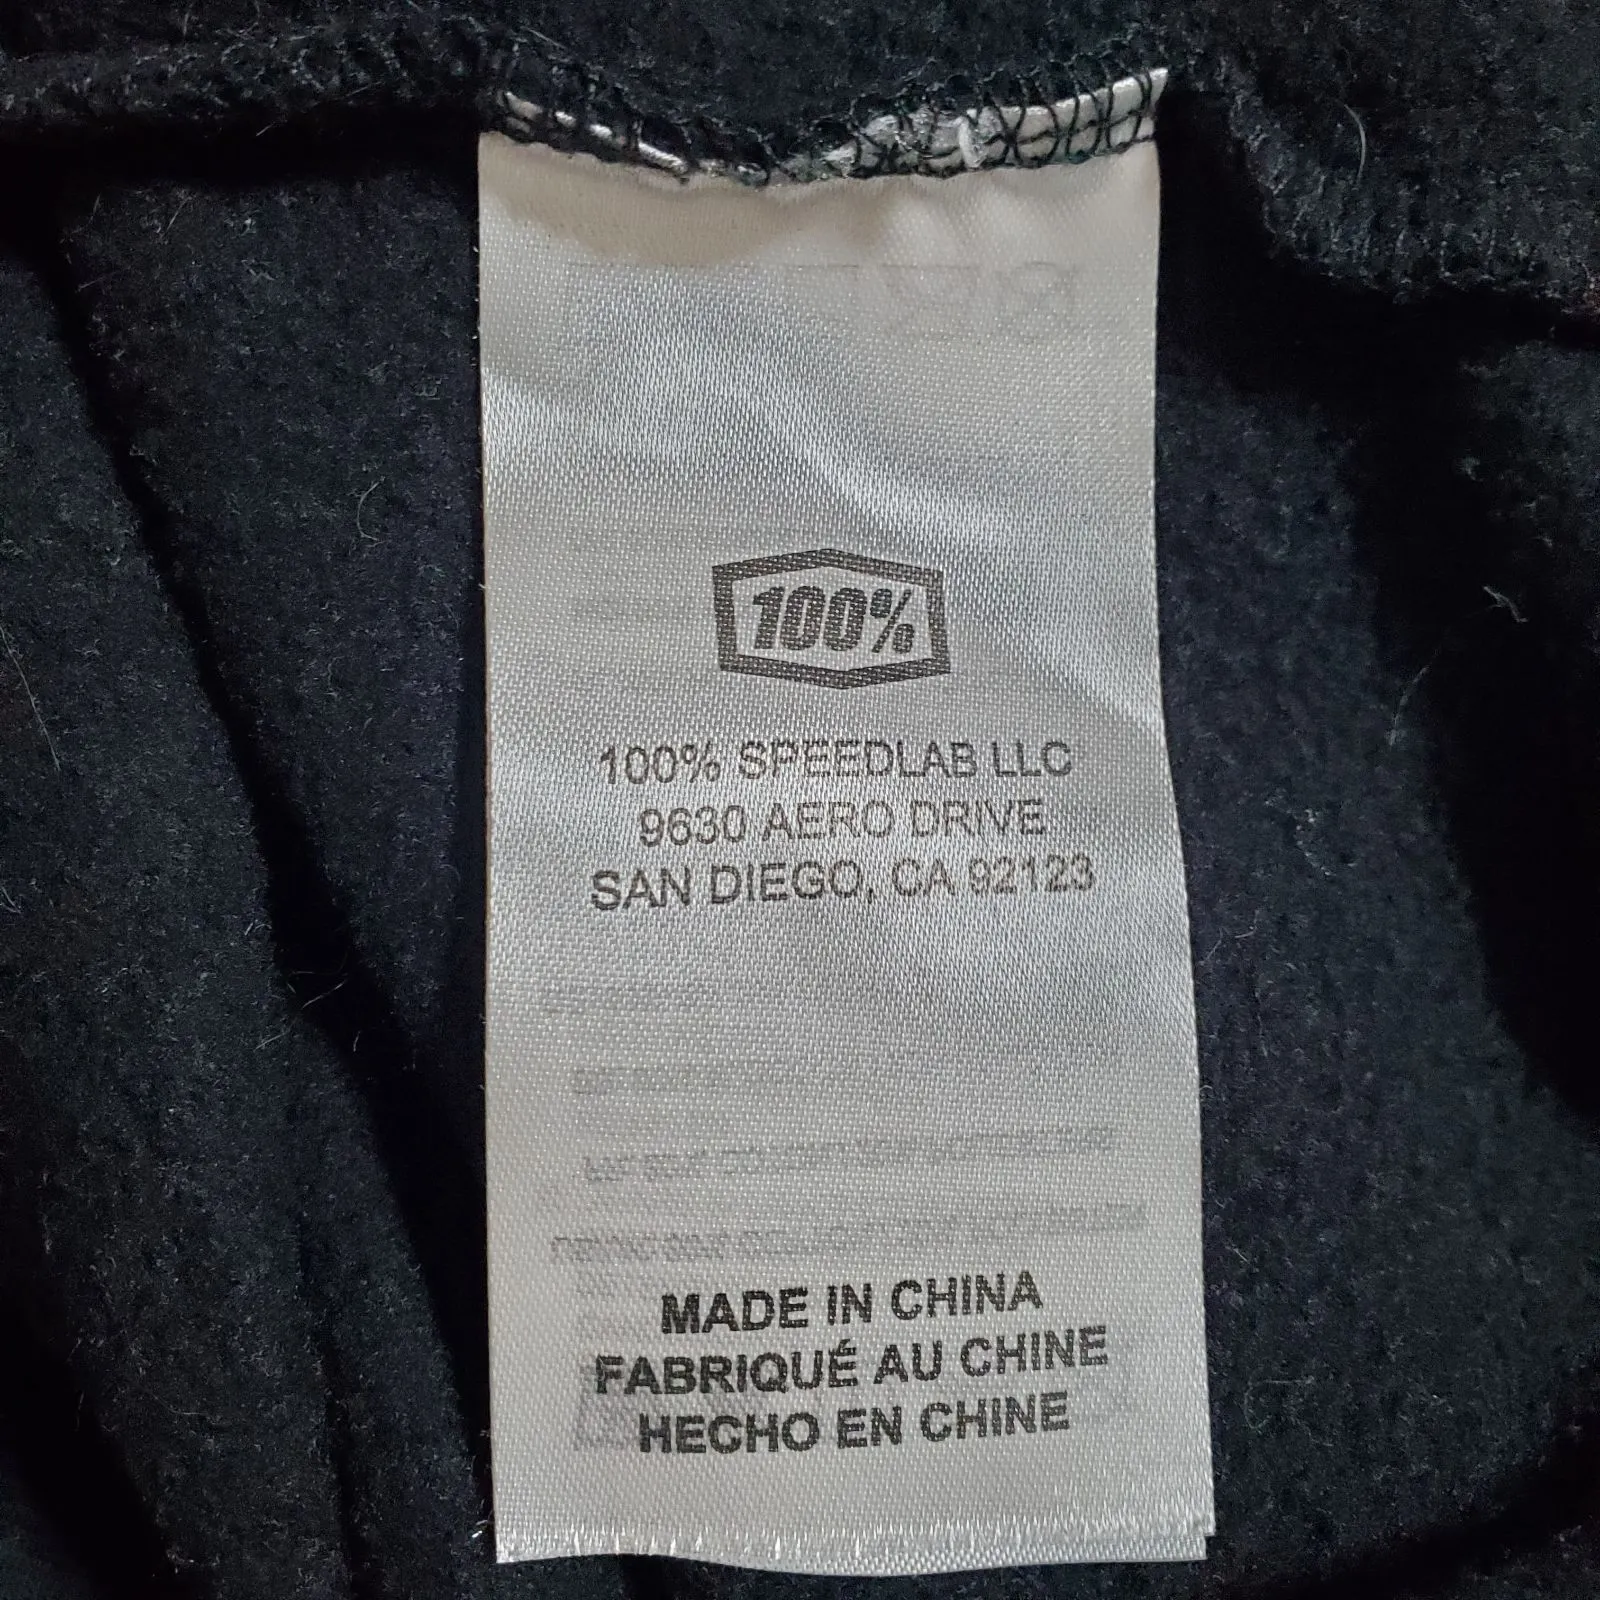 100%
100% SPEEDLAB LLC
9630 AERO DRIVE
SAN DIEGO, CA 92123
MADE IN CHINA
FABRIQUÉ AU CHINE
HECHO EN CHINE